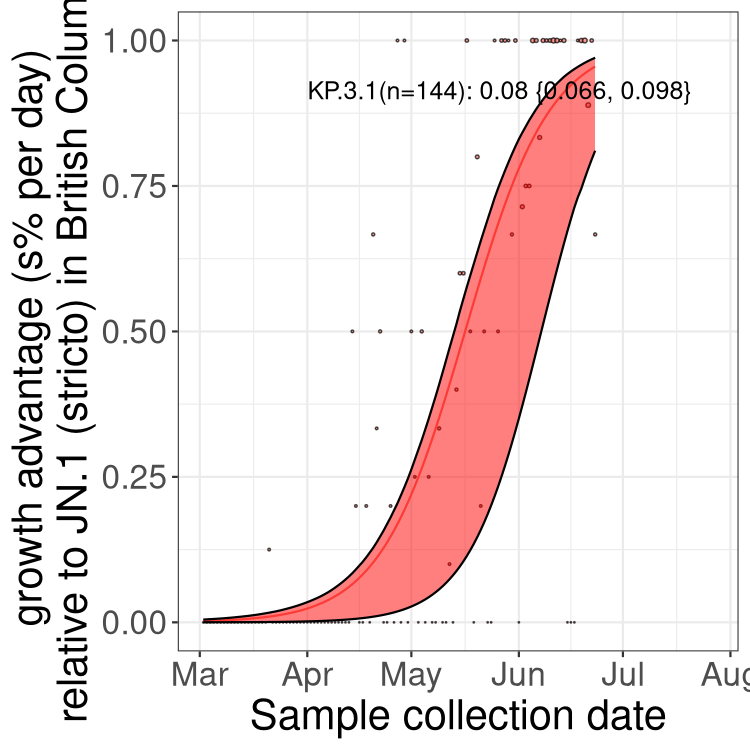 growth advantage (s% per day)
relative to JN.1 (stricto) in British Colum
1.00
0.75
0.50
0.25
0.00
KP.3.1(n=144): 0.08 {0.066, 0.098}
Mar Apr May Jun Jul Aug
Sample collection date